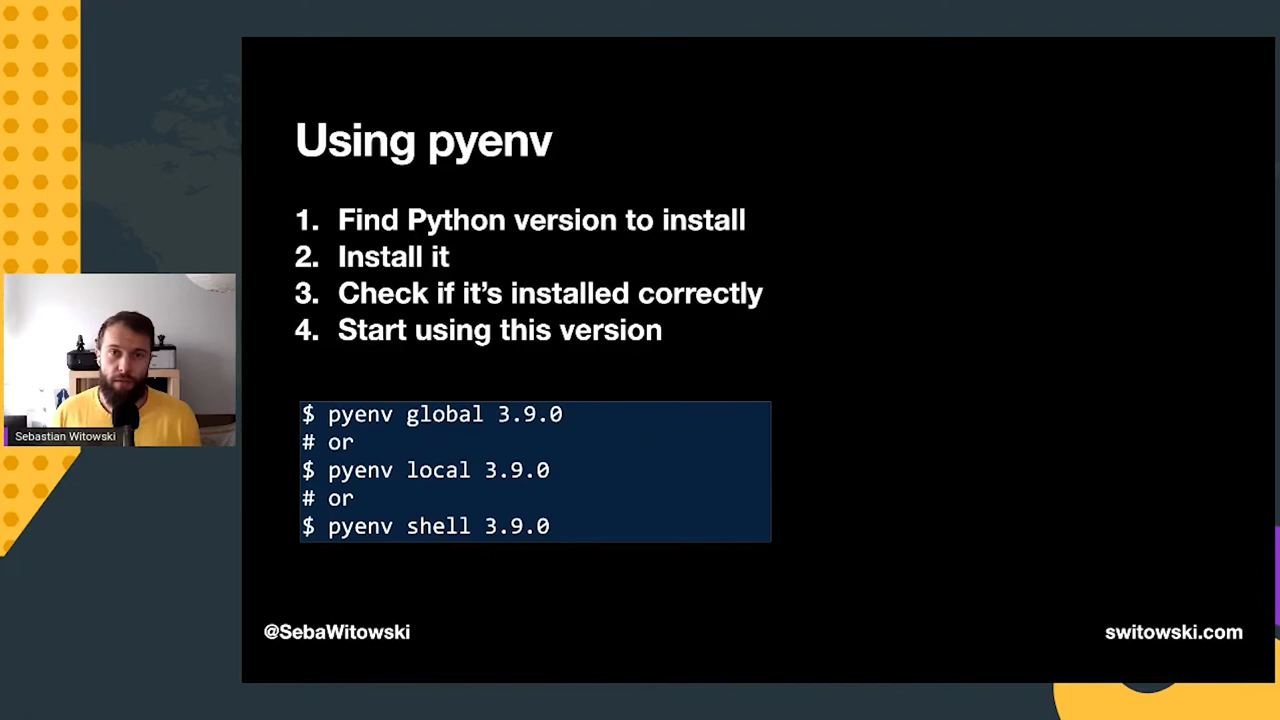 Using pyenv
1. Find Python version to install
2. Install it
3. Check if it's installed correctly
4. Start using this version
$ pyenv global 3.9.0
# or
$ pyenv local 3.9.0
# or
$ pyenv shell 3.9.0
Sebastian Witowski
@SebaWitowski
switowski.com